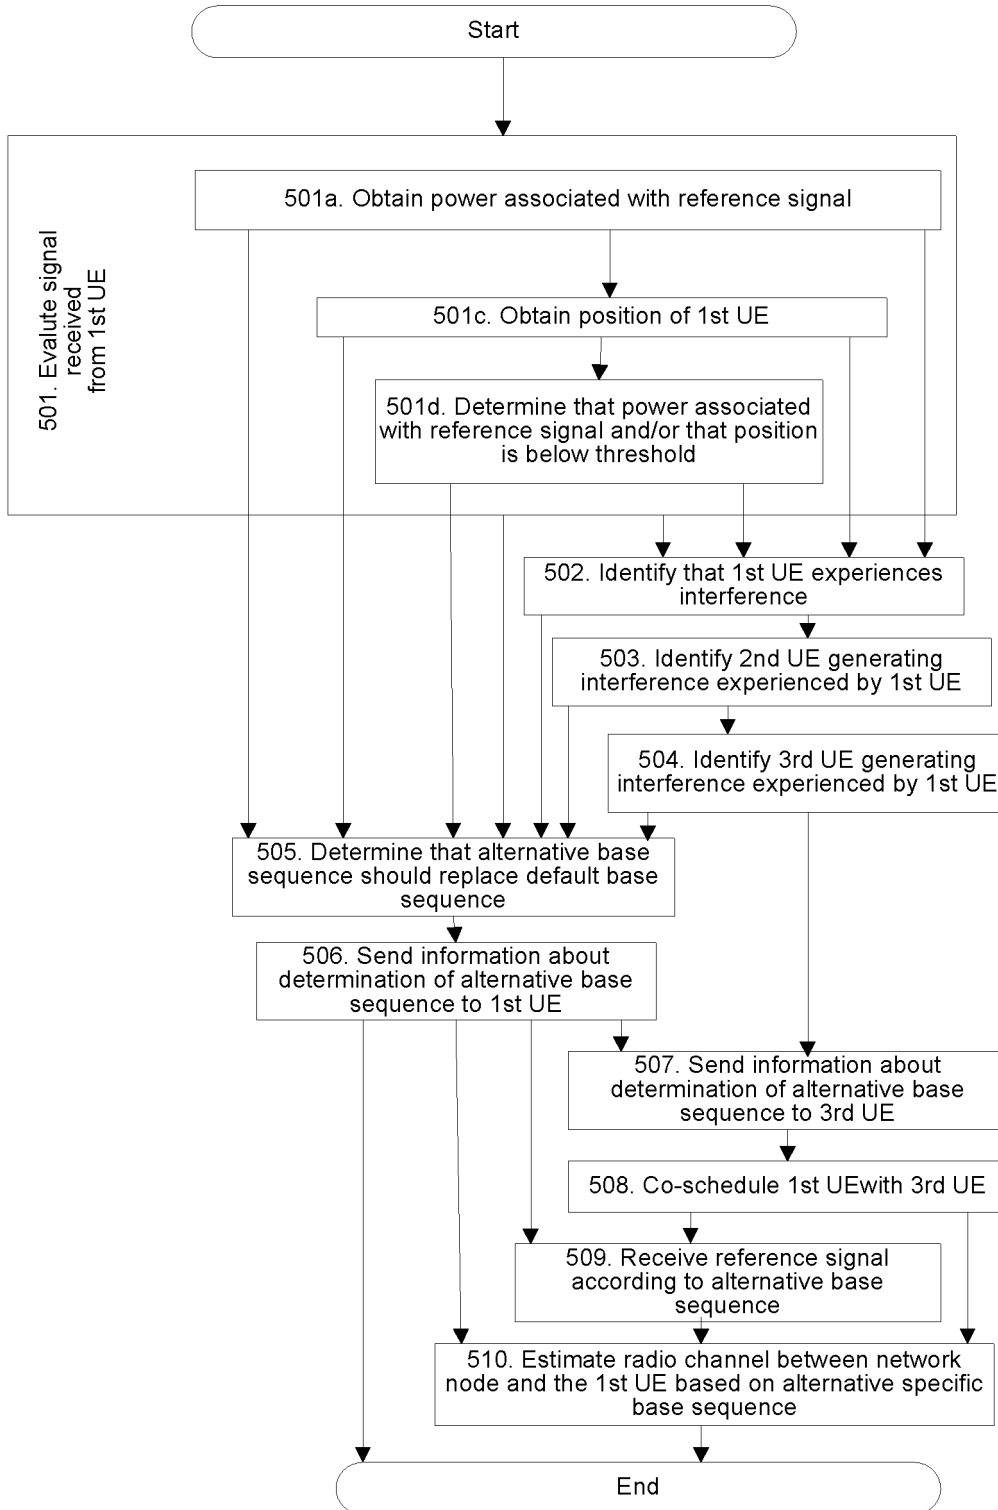 Start
501a. Obtain power associated with reference signal
501. Evalute signal
received
from 1st UE
501c. Obtain position of 1st UE
501d. Determine that power associated
with reference signal and/or that position
is below threshold
502. Identify that 1st UE experiences
interference
503. Identify 2nd UE generating
interference experienced by 1st UE
504. Identify 3rd UE generating
interference experienced by 1st UE
505. Determine that alternative base
sequence should replace default base
sequence
506. Send information about
determination of alternative base
sequence to 1st UE
507. Send information about
determination of alternative base
sequence to 3rd UE
508. Co-schedule 1st UEwith 3rd UE
509. Receive reference signal
according to alternative base
sequence
510. Estimate radio channel between network
node and the 1st UE based on alternative specific
base sequence
End